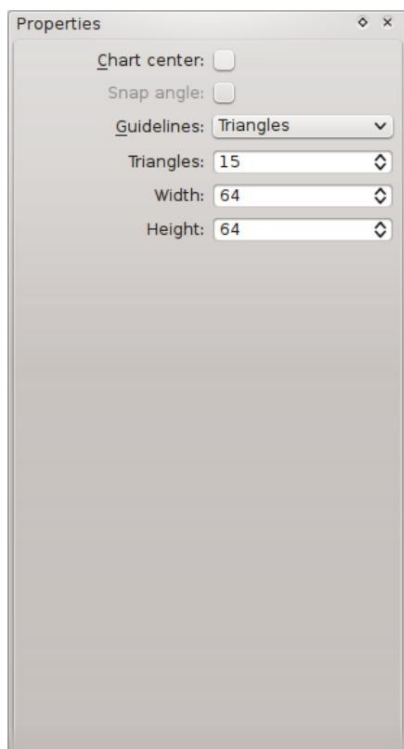 Properties
Chart center:
Snap angle:
Guidelines: Triangles
Triangles: 15
Width: 64
Height: 64